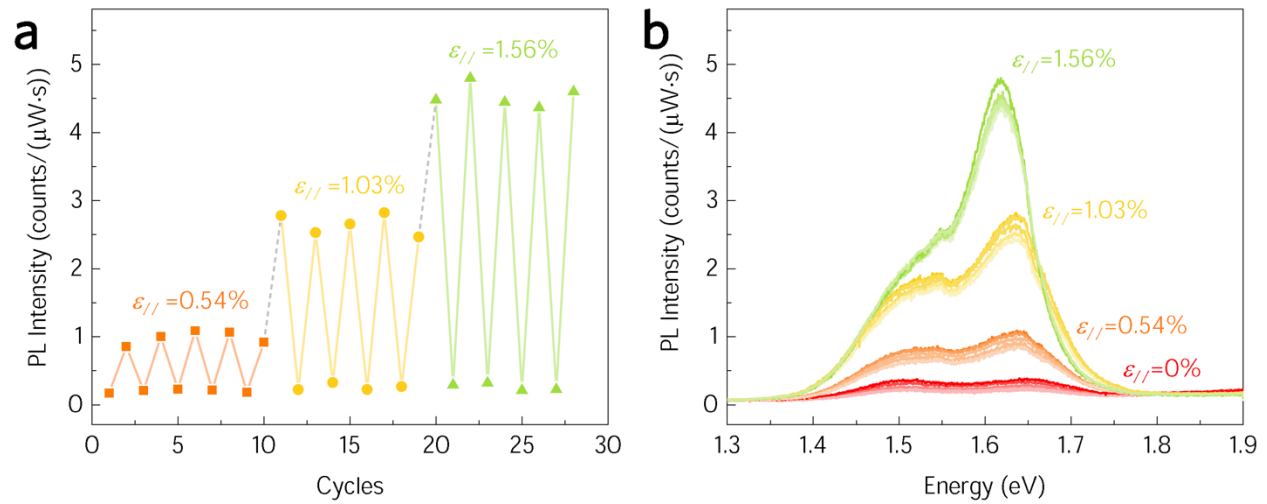 a
PL Intensity (counts/(μW·s))
5
4
3
2
1
0
ε// =0.54%
ε// =1.03%
ε// =1.56%
0 5 10 15 20 25 30
Cycles
b
PL Intensity (counts/(μW·s))
5
4
3
2
1
0
ε// =1.56%
ε// =1.03%
ε// =0.54%
ε// =0%
1.3 1.4 1.5 1.6 1.7 1.8 1.9
Energy (eV)